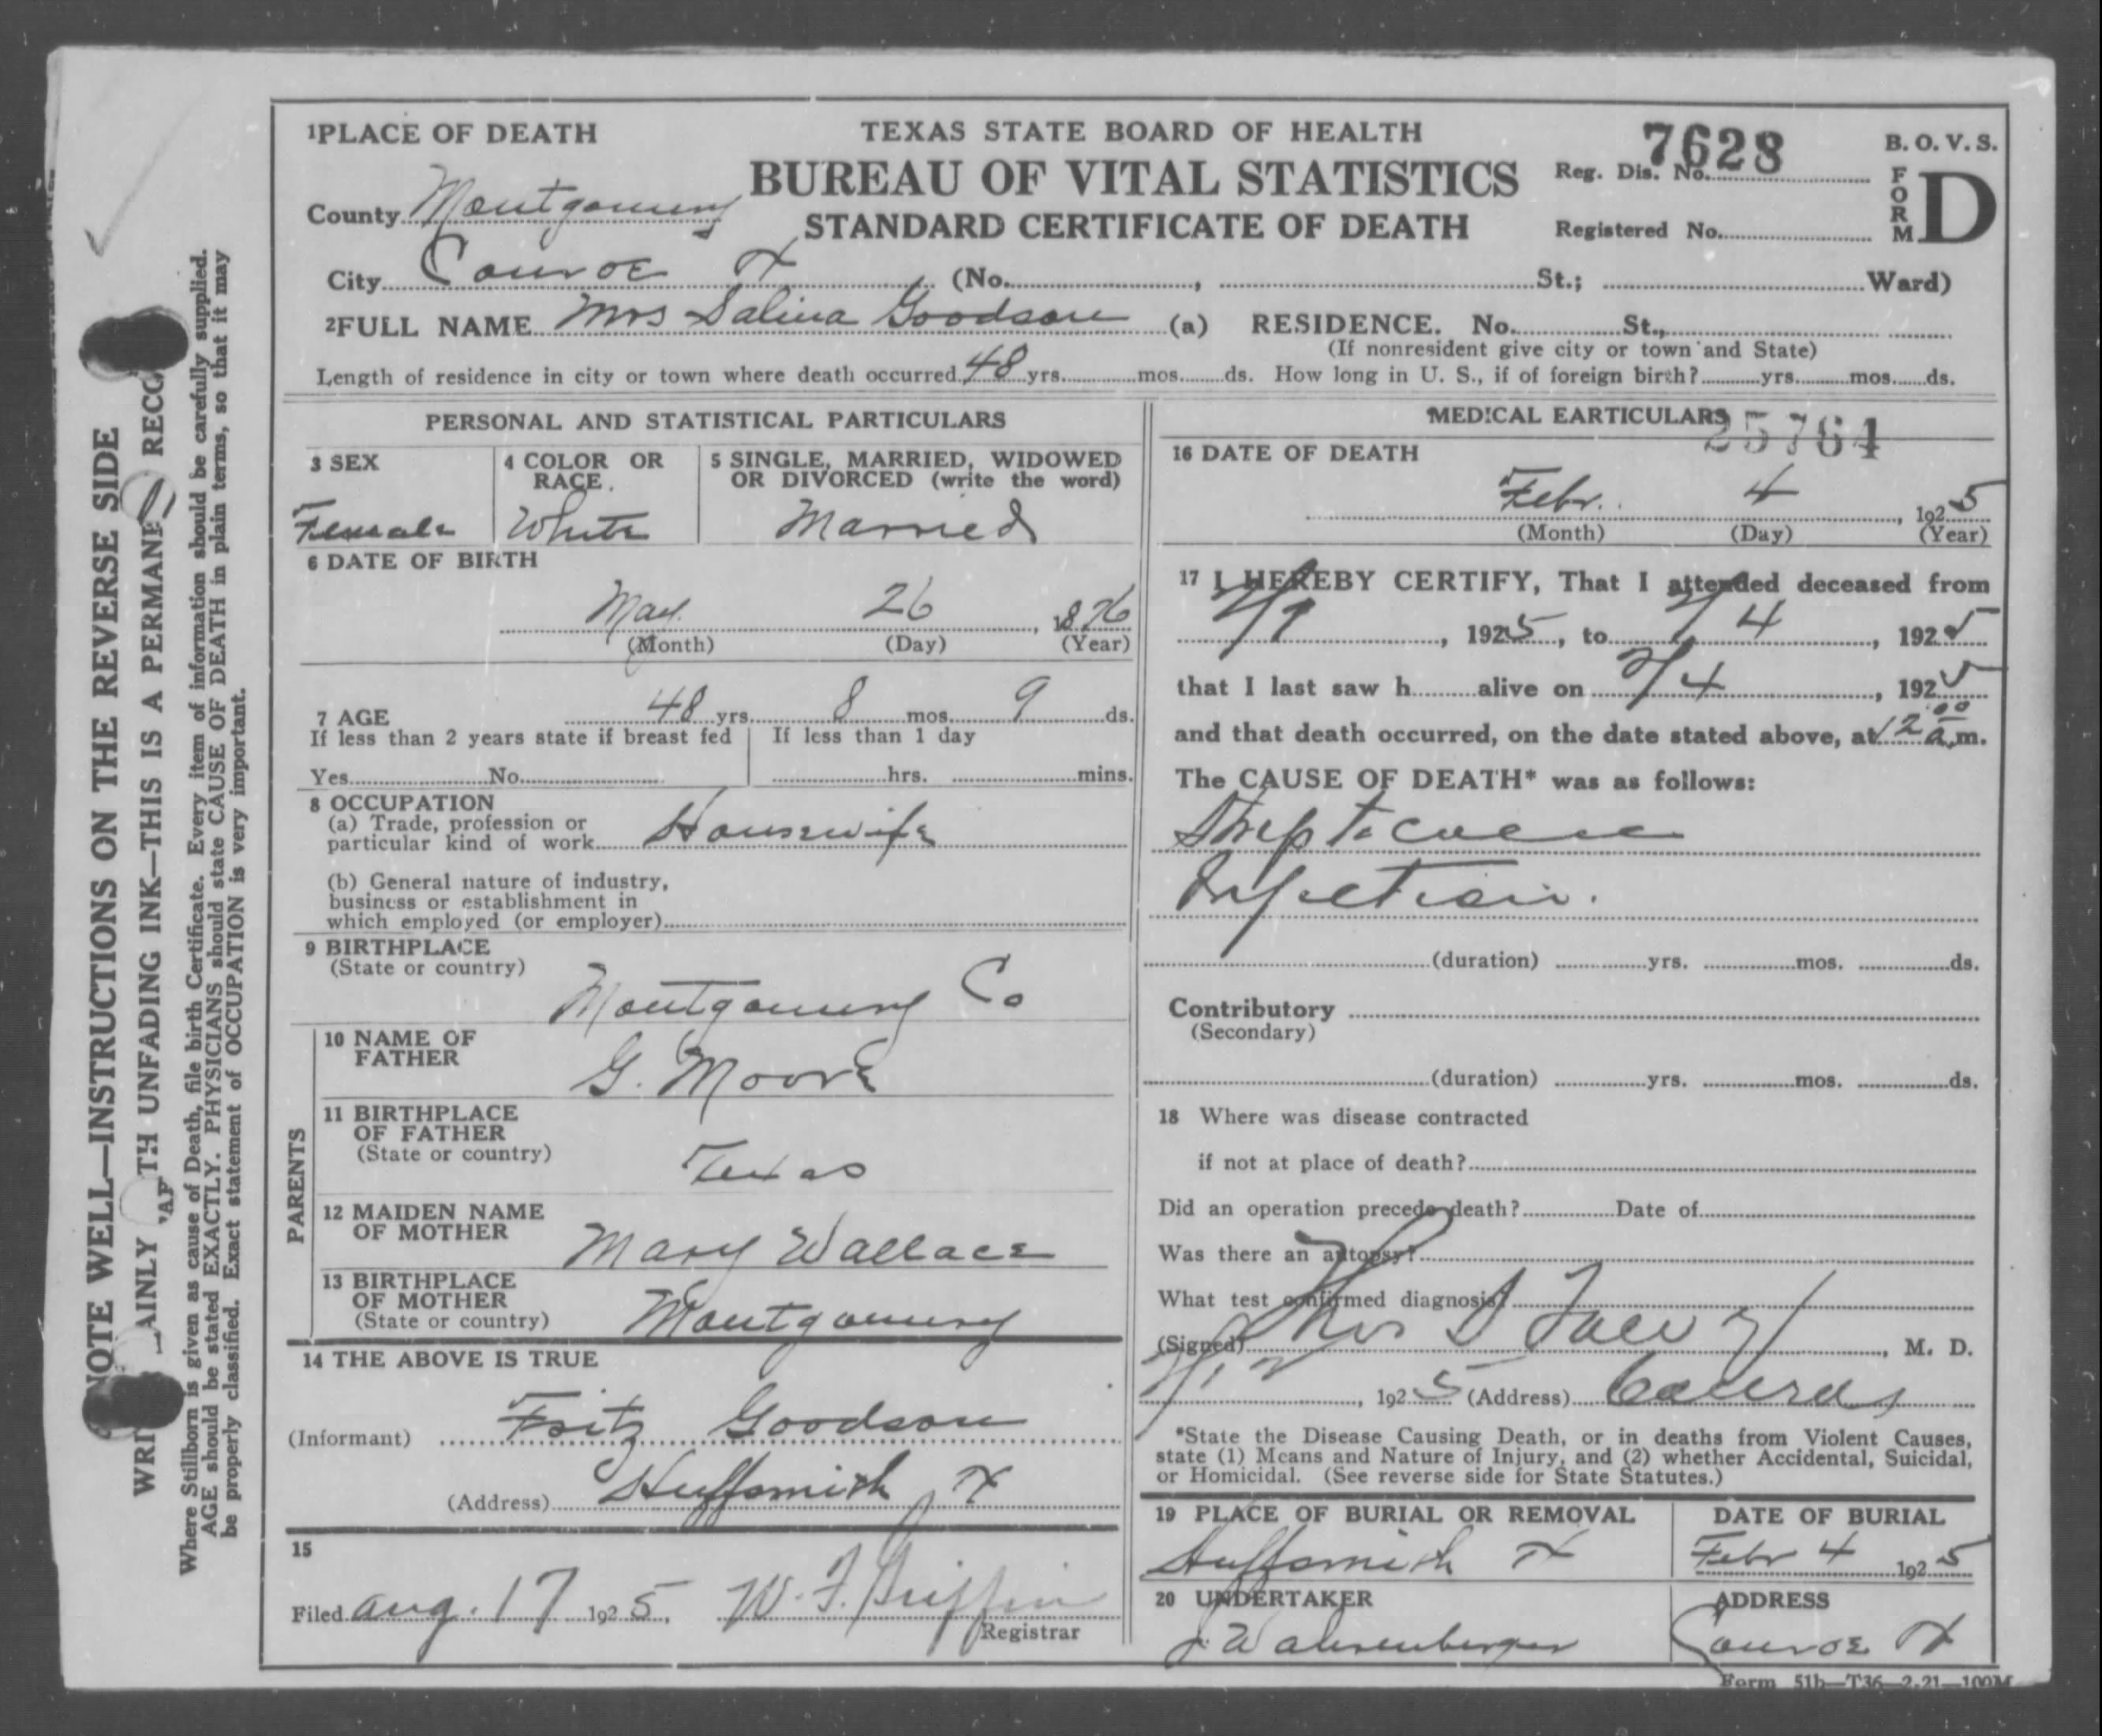 NOTE WELL—INSTRUCTIONS ON THE REVERSE SIDE
AINLY TH UNFADING INK—THIS IS A PERMANE RECO
Where Stillborn is given as cause of Death, file birth Certificate. Every item of information should be carefully supplied.
AGE should be stated EXACTLY. PHYSICIANS should state CAUSE OF DEATH in plain terms, so that it may
be properly classified. Exact statement of OCCUPATION is very important.
1 PLACE OF DEATH
TEXAS STATE BOARD OF HEALTH
BUREAU OF VITAL STATISTICS
STANDARD CERTIFICATE OF DEATH
Reg. Dis. No. 7628
Registered No.
B. O. V. S.
FORM D
County Montgomery
City Conroe Tx (No. , St.; Ward)
2 FULL NAME Mrs Salina Goodson (a) RESIDENCE. No. St.,
(If nonresident give city or town and State)
Length of residence in city or town where death occurred 48 yrs. mos. ds. How long in U. S., if of foreign birth? yrs. mos. ds.
PERSONAL AND STATISTICAL PARTICULARS
3 SEX
Female
4 COLOR OR RACE.
White
5 SINGLE, MARRIED, WIDOWED
OR DIVORCED (write the word)
Married
6 DATE OF BIRTH
May 26, 1876
(Month) (Day) (Year)
7 AGE 48 yrs. 8 mos. 9 ds.
If less than 2 years state if breast fed
Yes No
If less than 1 day
hrs. mins.
8 OCCUPATION
(a) Trade, profession or
particular kind of work Housewife
(b) General nature of industry,
business or establishment in
which employed (or employer)
9 BIRTHPLACE
(State or country)
Montgomery Co
PARENTS
10 NAME OF
FATHER
G. Moore
11 BIRTHPLACE
OF FATHER
(State or country)
Texas
12 MAIDEN NAME
OF MOTHER
Mary Wallace
13 BIRTHPLACE
OF MOTHER
(State or country)
Montgomery
14 THE ABOVE IS TRUE
(Informant) Fritz Goodson
(Address) Huffsmith Tx
15
Filed Aug. 17 1925, W. F. Griffin
Registrar
MEDICAL EARTICULARS
25764
16 DATE OF DEATH
Febr. 4, 1925
(Month) (Day) (Year)
17 I HEREBY CERTIFY, That I attended deceased from
2/1, 1925, to 2/4, 1925
that I last saw h alive on 2/4, 1925
and that death occurred, on the date stated above, at 12 00 a.m.
The CAUSE OF DEATH* was as follows:
Infection.
(duration) yrs. mos. ds.
Contributory
(Secondary)
(duration) yrs. mos. ds.
18 Where was disease contracted
if not at place of death?
Did an operation precede death? Date of
Was there an autopsy?
What test confirmed diagnosis?
(Signed) , M. D.
, 1925 (Address) Conroe
*State the Disease Causing Death, or in deaths from Violent Causes,
state (1) Means and Nature of Injury, and (2) whether Accidental, Suicidal,
or Homicidal. (See reverse side for State Statutes.)
19 PLACE OF BURIAL OR REMOVAL
Huffsmith Tx
DATE OF BURIAL
Febr 4 1925
20 UNDERTAKER
J. Wahrenberger
ADDRESS
Conroe Tx
Form 51b—T36—2-21—100M